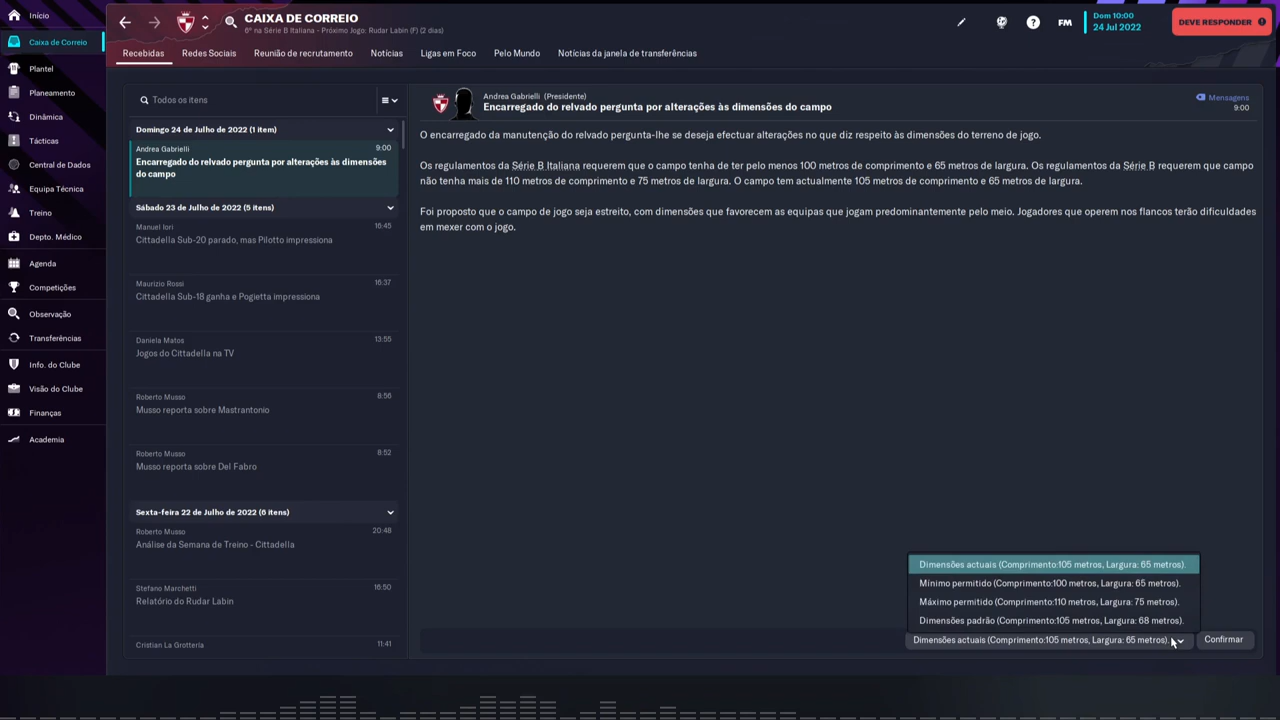 Início
Caixa de Correio
Plantel
Planeamento
Dinâmica
Tácticas
Central de Dados
Equipa Técnica
Treino
Depto. Médico
Agenda
Competições
Observação
Transferências
Info. do Clube
Visão do Clube
Finanças
Academia
CAIXA DE CORREIO
6º na Série B Italiana - Próximo Jogo: Rudar Labin (F) (2 dias)
FM
Dom 10:00
24 Jul 2022
DEVE RESPONDER
Recebidas
Redes Sociais
Reunião de recrutamento
Notícias
Ligas em Foco
Pelo Mundo
Notícias da janela de transferências
Todos os itens
Domingo 24 de Julho de 2022 (1 item)
Andrea Gabrielli 9:00
Encarregado do relvado pergunta por alterações às dimensões
do campo
Sábado 23 de Julho de 2022 (5 itens)
Manuel Iori 16:45
Cittadella Sub-20 parado, mas Pilotto impressiona
Maurizio Rossi 16:37
Cittadella Sub-18 ganha e Pogietta impressiona
Daniela Matos 13:55
Jogos do Cittadella na TV
Roberto Musso 8:56
Musso reporta sobre Mastrantonio
Roberto Musso 8:52
Musso reporta sobre Del Fabro
Sexta-feira 22 de Julho de 2022 (6 itens)
Roberto Musso 20:48
Análise da Semana de Treino - Cittadella
Stefano Marchetti 16:50
Relatório do Rudar Labin
Cristian La Grotteria 11:41
Andrea Gabrielli (Presidente)
Encarregado do relvado pergunta por alterações às dimensões do campo
Mensagens
9:00
O encarregado da manutenção do relvado pergunta-lhe se deseja efectuar alterações no que diz respeito às dimensões do terreno de jogo.
Os regulamentos da Série B Italiana requerem que o campo tenha de ter pelo menos 100 metros de comprimento e 65 metros de largura. Os regulamentos da Série B requerem que campo
não tenha mais de 110 metros de comprimento e 75 metros de largura. O campo tem actualmente 105 metros de comprimento e 65 metros de largura.
Foi proposto que o campo de jogo seja estreito, com dimensões que favorecem as equipas que jogam predominantemente pelo meio. Jogadores que operem nos flancos terão dificuldades
em mexer com o jogo.
Dimensões actuais (Comprimento:105 metros, Largura: 65 metros).
Mínimo permitido (Comprimento:100 metros, Largura: 65 metros).
Máximo permitido (Comprimento:110 metros, Largura: 75 metros).
Dimensões padrão (Comprimento:105 metros, Largura: 68 metros).
Dimensões actuais (Comprimento:105 metros, Largura: 65 metros).
Confirmar